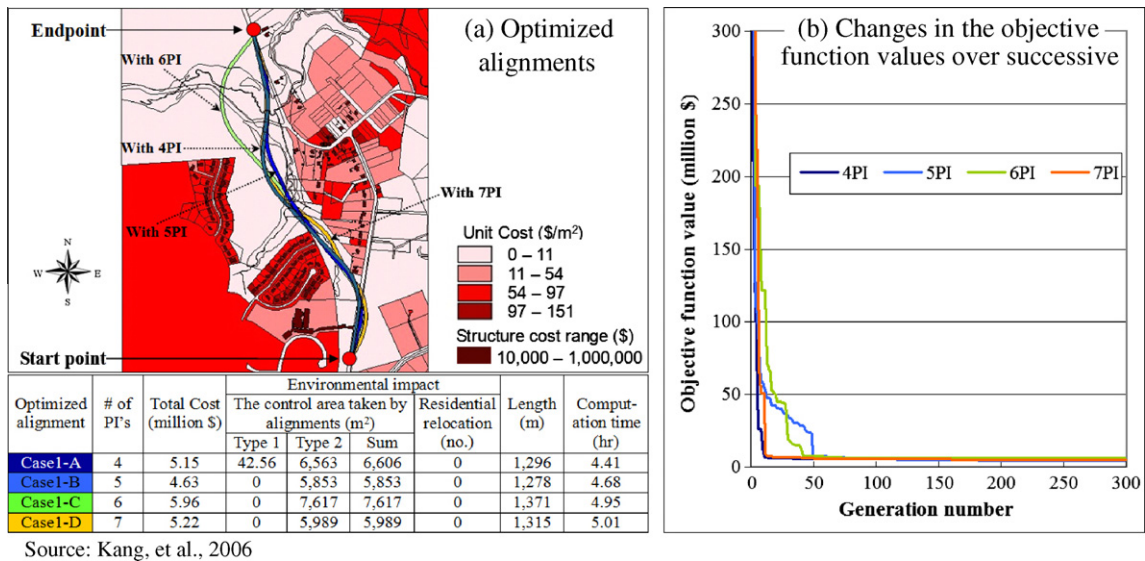 (a) Optimized
alignments
Endpoint
With 6PI
With 4PI
With 7PI
With 5PI
N
W E
S
Unit Cost ($/m²)
0 – 11
11 – 54
54 – 97
97 – 151
Structure cost range ($)
10,000 – 1,000,000
Start point
Optimized alignment # of PI's Total Cost (million $) Environmental impact Length (m) Comput-ation time (hr)
The control area taken by alignments (m²) Residential relocation (no.)
Type 1 Type 2 Sum
Case1-A 4 5.15 42.56 6,563 6,606 0 1,296 4.41
Case1-B 5 4.63 0 5,853 5,853 0 1,278 4.68
Case1-C 6 5.96 0 7,617 7,617 0 1,371 4.95
Case1-D 7 5.22 0 5,989 5,989 0 1,315 5.01
Source: Kang, et al., 2006
(b) Changes in the objective
function values over successive
Objective function value (million $)
300
250
200
150
100
50
0
4PI 5PI 6PI 7PI
0 50 100 150 200 250 300
Generation number